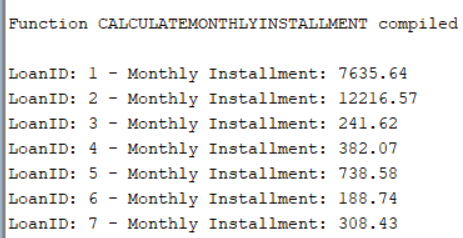 Function CALCULATEMONTHLYINSTALLMENT compiled
LoanID: 1 - Monthly Installment: 7635.64
LoanID: 2 - Monthly Installment: 12216.57
LoanID: 3 - Monthly Installment: 241.62
LoanID: 4 - Monthly Installment: 382.07
LoanID: 5 - Monthly Installment: 738.58
LoanID: 6 - Monthly Installment: 188.74
LoanID: 7 - Monthly Installment: 308.43